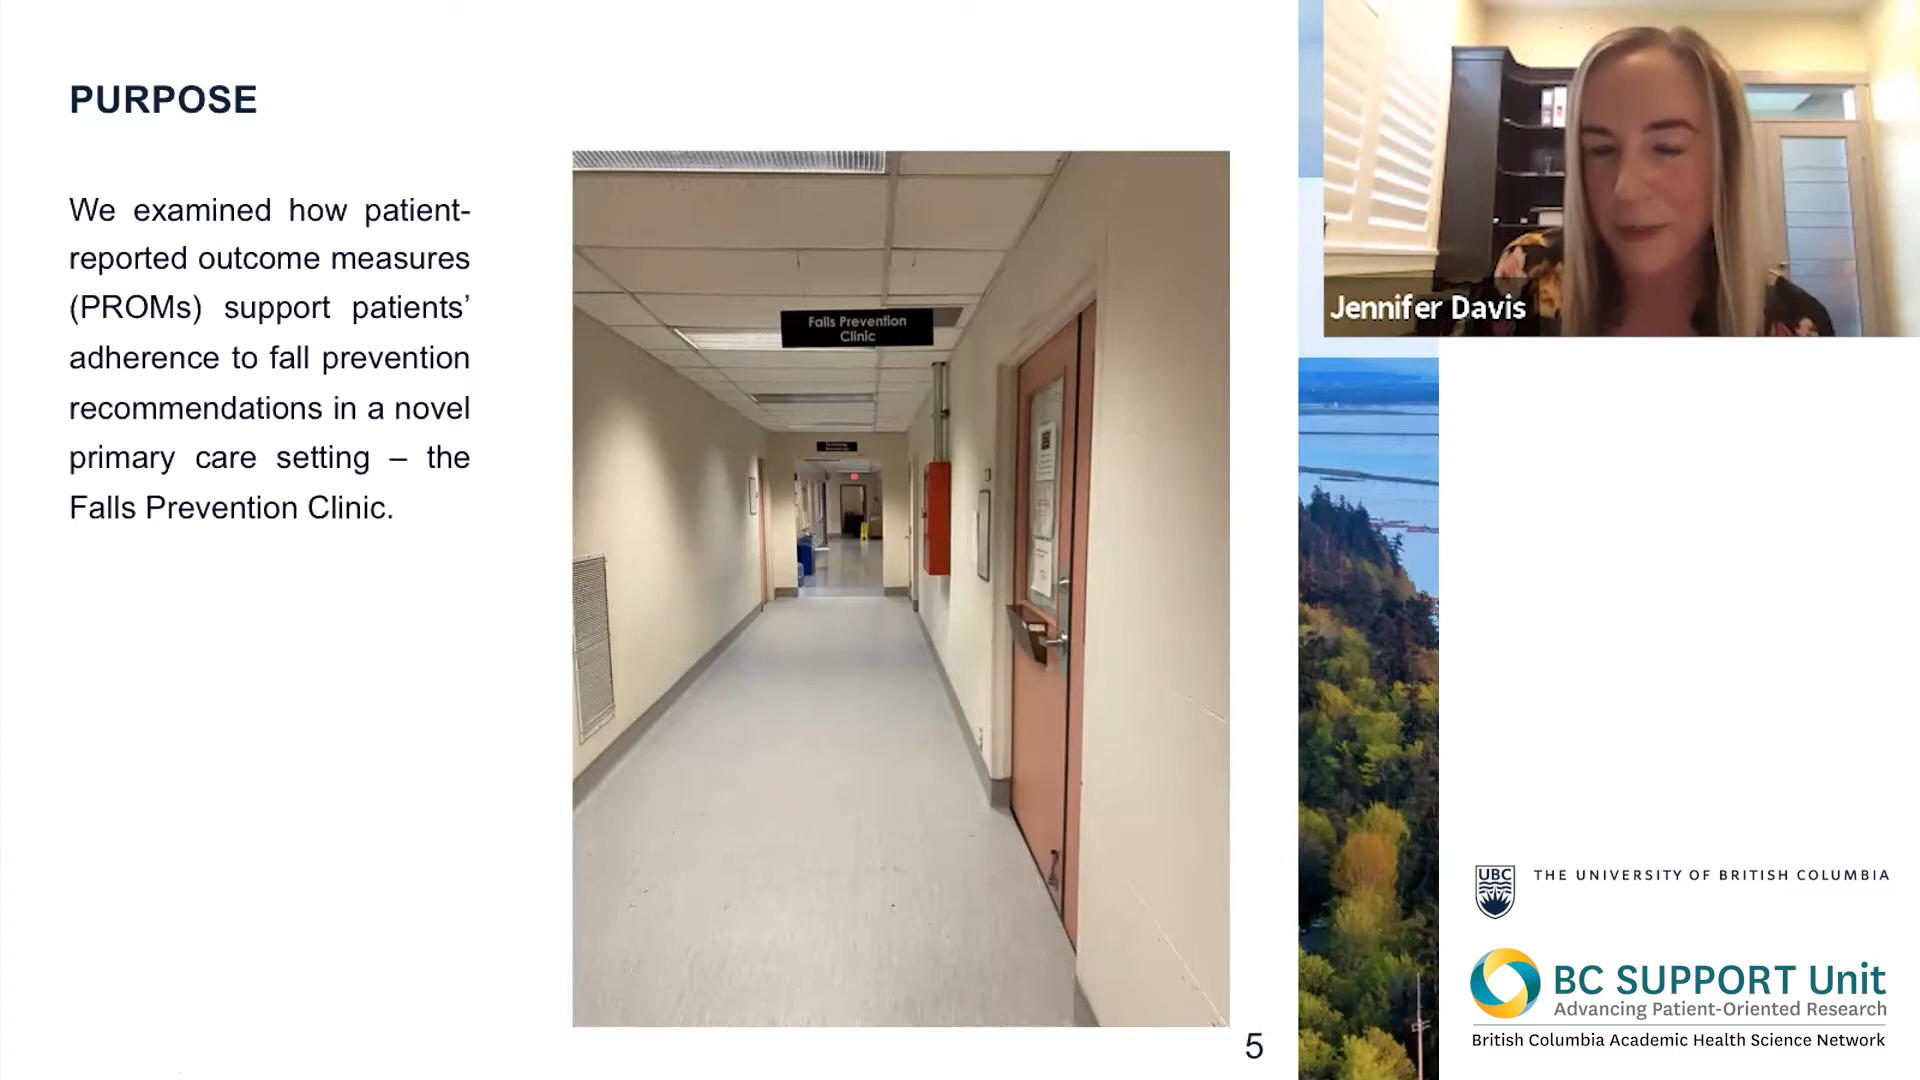 PURPOSE
We examined how patient-
reported outcome measures
(PROMs) support patients’
adherence to fall prevention
recommendations in a novel
primary care setting – the
Falls Prevention Clinic.
Falls Prevention
Clinic
5
Jennifer Davis
UBC
THE UNIVERSITY OF BRITISH COLUMBIA
BC SUPPORT Unit
Advancing Patient-Oriented Research
British Columbia Academic Health Science Network